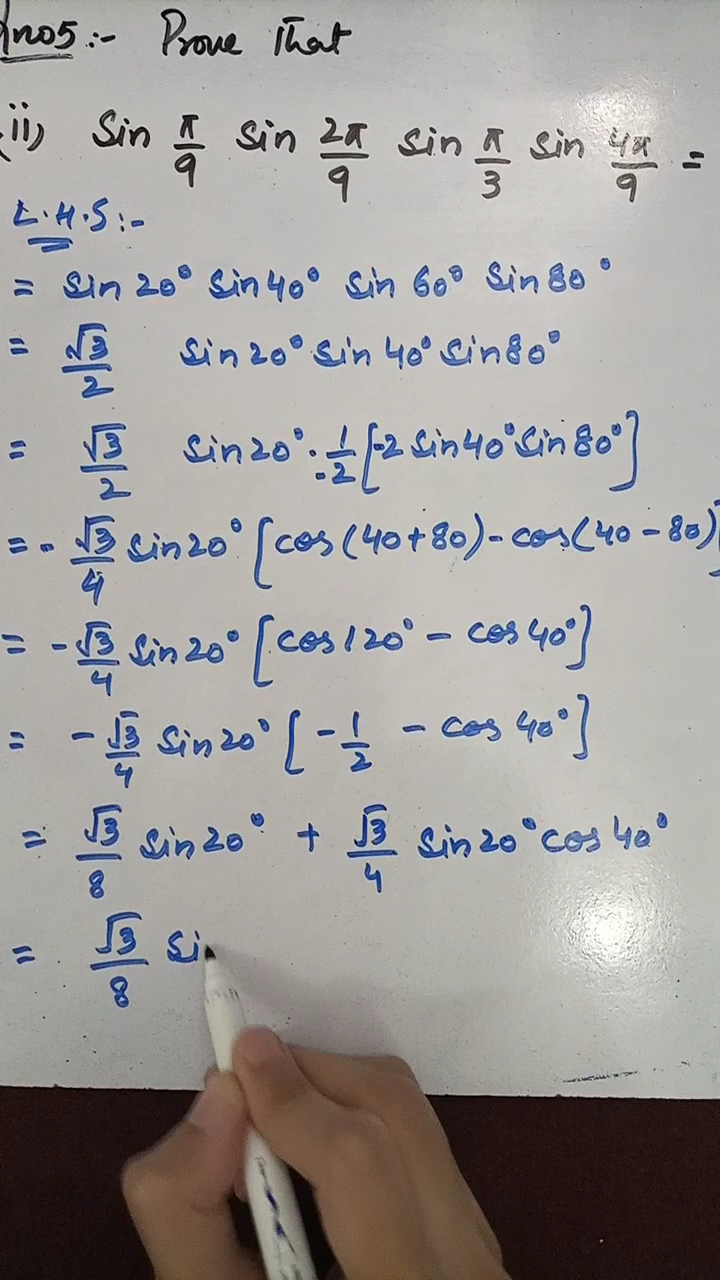 no5:- Prove That
ii) Sin π/9 Sin 2π/9 Sin π/3 Sin 4π/9 =
L.H.S:-
= Sin 20° Sin 40° Sin 60° Sin 80°
= √3/2 Sin 20° Sin 40° Sin 80°
= √3/2 Sin 20° · 1/-2 [-2 Sin 40° Sin 80°]
= - √3/4 Sin 20° [cos (40+80) - cos (40 - 80)]
= - √3/4 Sin 20° [cos 120° - cos 40°]
= - √3/4 Sin 20° [- 1/2 - cos 40°]
= √3/8 Sin 20° + √3/4 Sin 20° cos 40°
= √3/8 Si